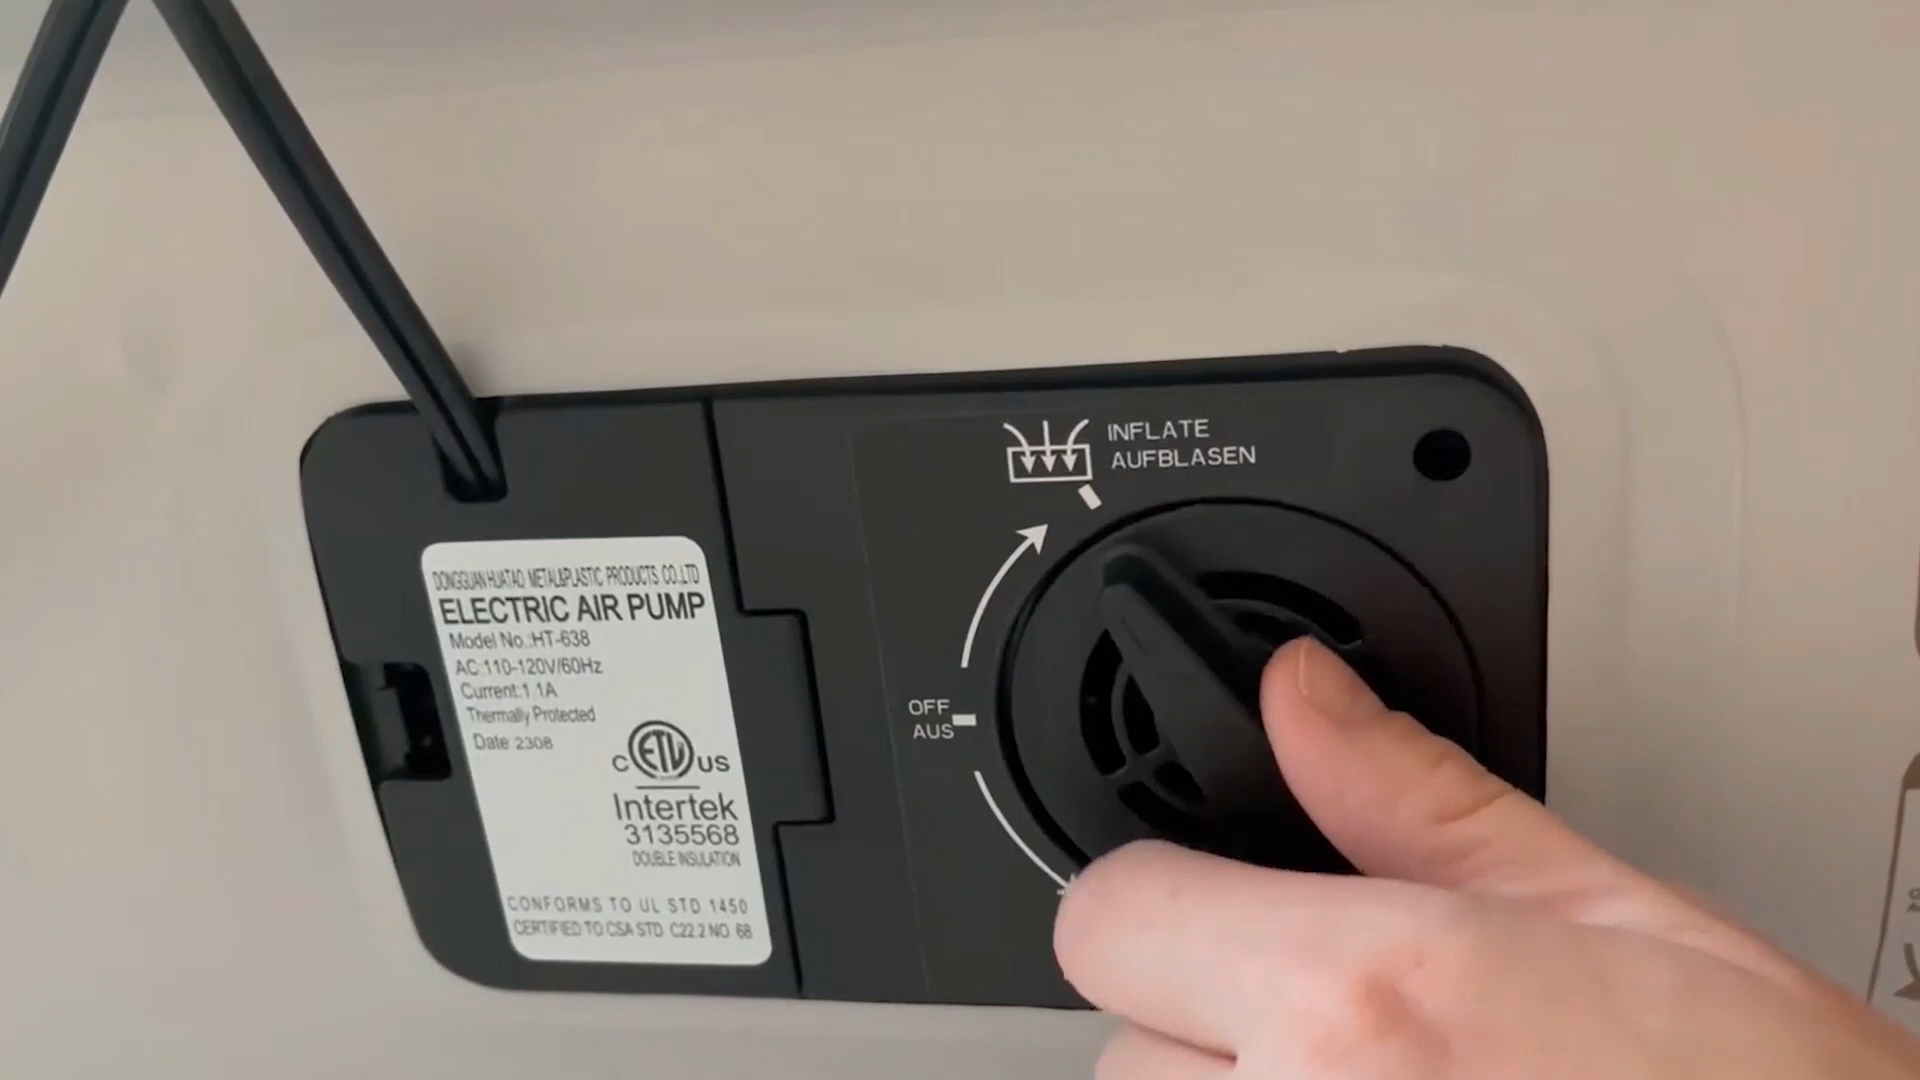 INFLATE
AUFBLASEN
OFF
AUS
DONGGUAN HUATAO METAL&PLASTIC PRODUCTS CO.,LTD
ELECTRIC AIR PUMP
Model No.:HT-638
AC:110-120V/60Hz
Current:1.1A
Thermally Protected
Date:2308
C ETL US
Intertek
3135568
DOUBLE INSULATION
CONFORMS TO UL STD 1450
CERTIFIED TO CSA STD. C22.2 NO. 68